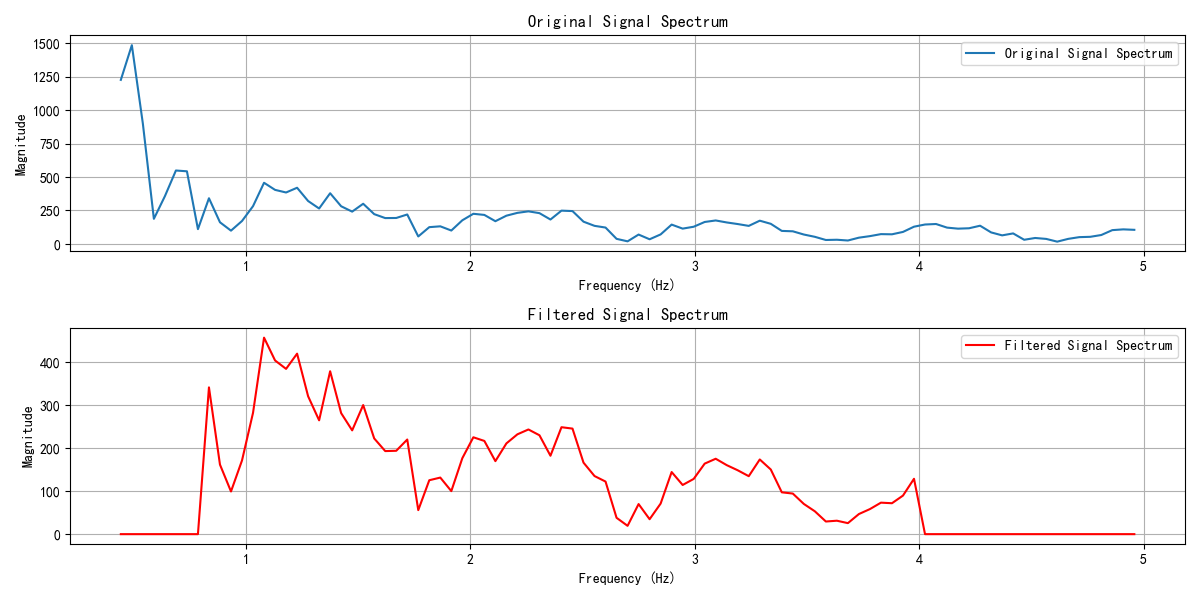 Original Signal Spectrum
1500
1250
1000
750
500
250
0
Magnitude
Original Signal Spectrum
1 2 3 4 5
Frequency (Hz)
Filtered Signal Spectrum
400
300
200
100
0
Magnitude
Filtered Signal Spectrum
1 2 3 4 5
Frequency (Hz)